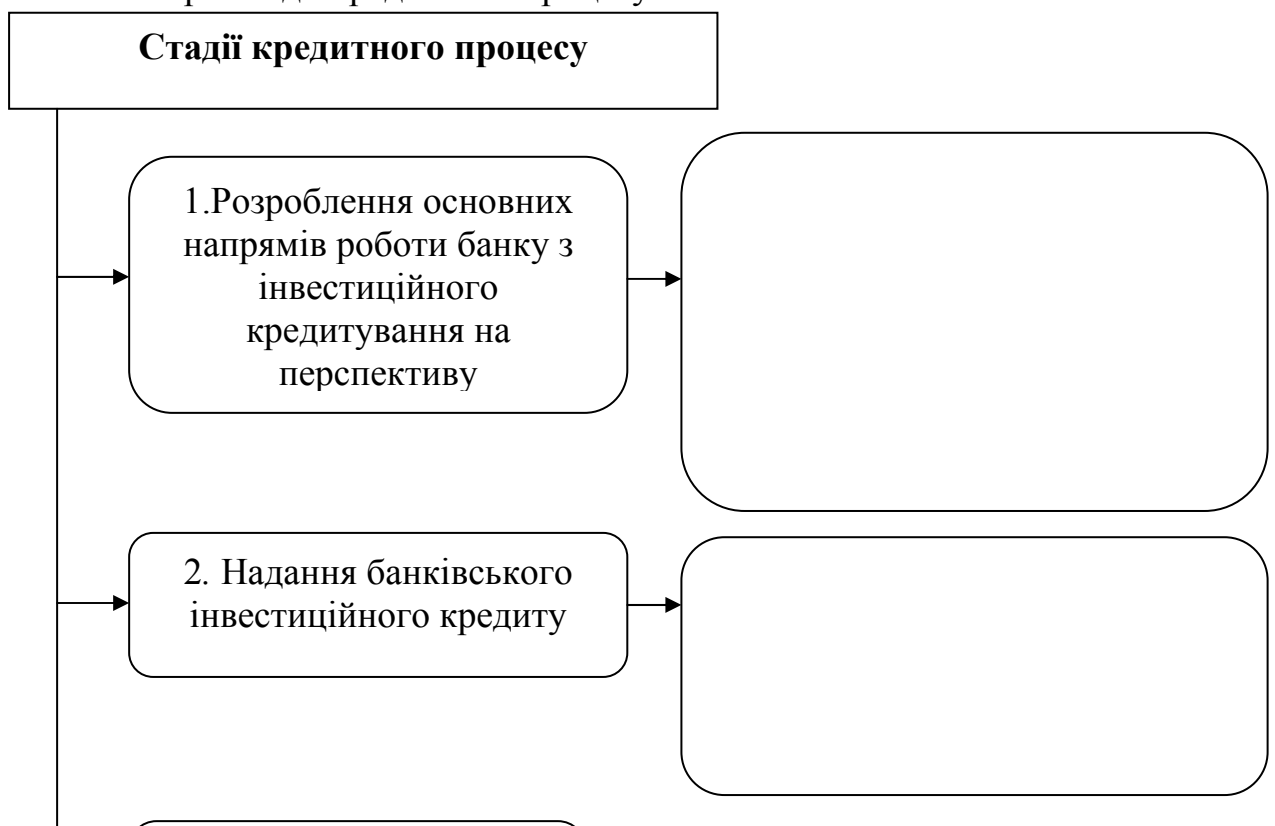 Стадії кредитного процесу
1.Розроблення основних
напрямів роботи банку з
інвестиційного
кредитування на
перспективу
2. Надання банківського
інвестиційного кредиту